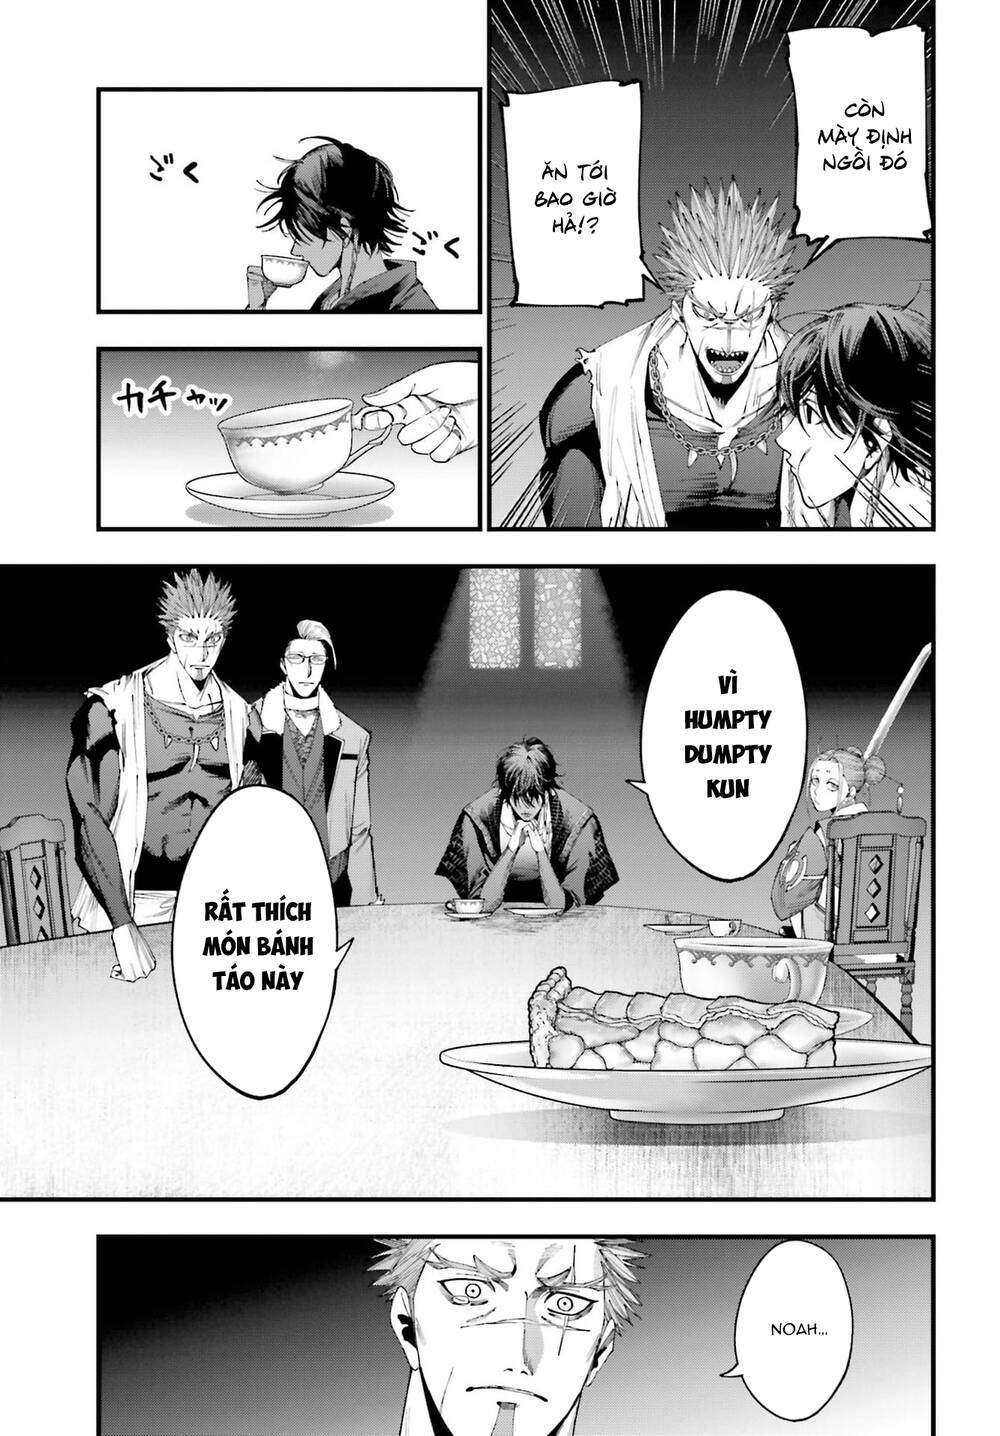 CÒN
MÀY ĐỊNH
NGỒI ĐÓ
ĂN TỚI
BAO GIỜ
HẢ!?
ごく
ごく
カチャッ
VÌ
HUMPTY
DUMPTY
KUN
RẤT THÍCH
MÓN BÁNH
TÁO NÀY
NOAH...